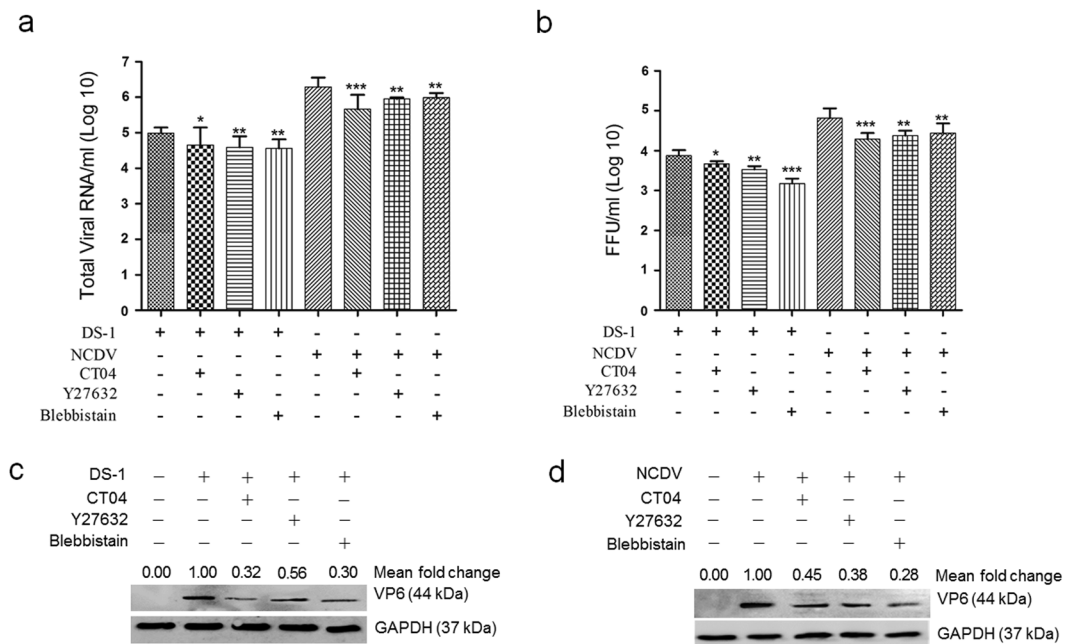 a
Total Viral RNA/ml (Log 10)
7
6
5
4
3
2
1
0
* ** ** *** ** **
DS-1 + + + + - - - -
NCDV - - - - + + + +
CT04 - + - - - + - -
Y27632 - - + - - - + -
Blebbistain - - - + - - - +
b
FFU/ml (Log 10)
6
5
4
3
2
1
0
* ** *** *** ** **
DS-1 + + + + - - - -
NCDV - - - - + + + +
CT04 - + - - - + - -
Y27632 - - + - - - + -
Blebbistain - - - + - - - +
c
DS-1 − + + + +
CT04 − − + − −
Y27632 − − − + −
Blebbistain − − − − +
0.00 1.00 0.32 0.56 0.30 Mean fold change
VP6 (44 kDa)
GAPDH (37 kDa)
d
NCDV − + + + +
CT04 − − + − −
Y27632 − − − + −
Blebbistain − − − − +
0.00 1.00 0.45 0.38 0.28 Mean fold change
VP6 (44 kDa)
GAPDH (37 kDa)